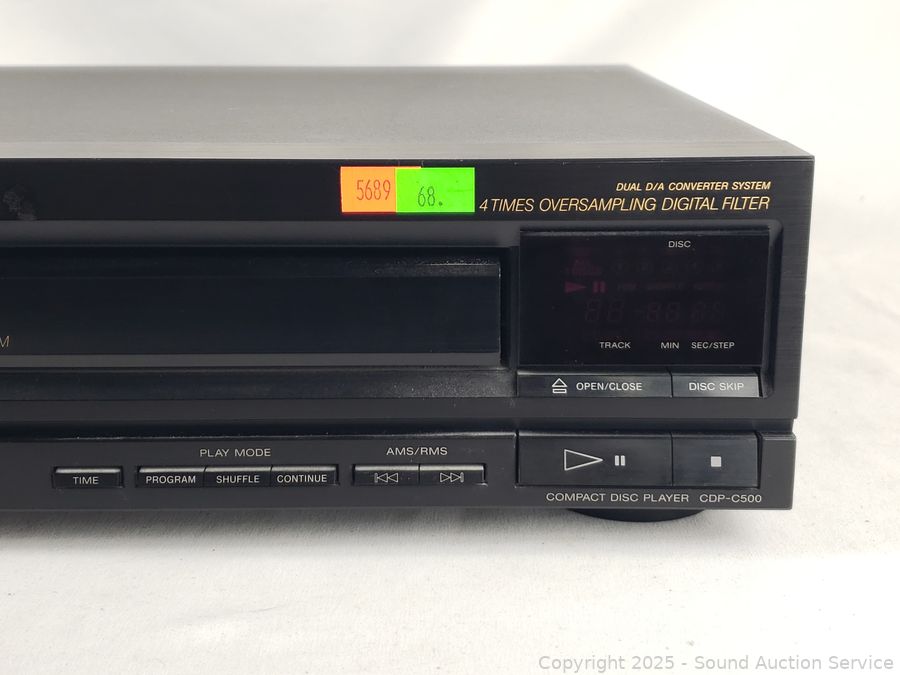 5689
68.
DUAL D/A CONVERTER SYSTEM
4 TIMES OVERSAMPLING DIGITAL FILTER
DISC
M
TRACK MIN SEC/STEP
OPEN/CLOSE DISC SKIP
PLAY MODE AMS/RMS
TIME PROGRAM SHUFFLE CONTINUE
COMPACT DISC PLAYER CDP-C500
Copyright © 2025 - Sound Auction Service